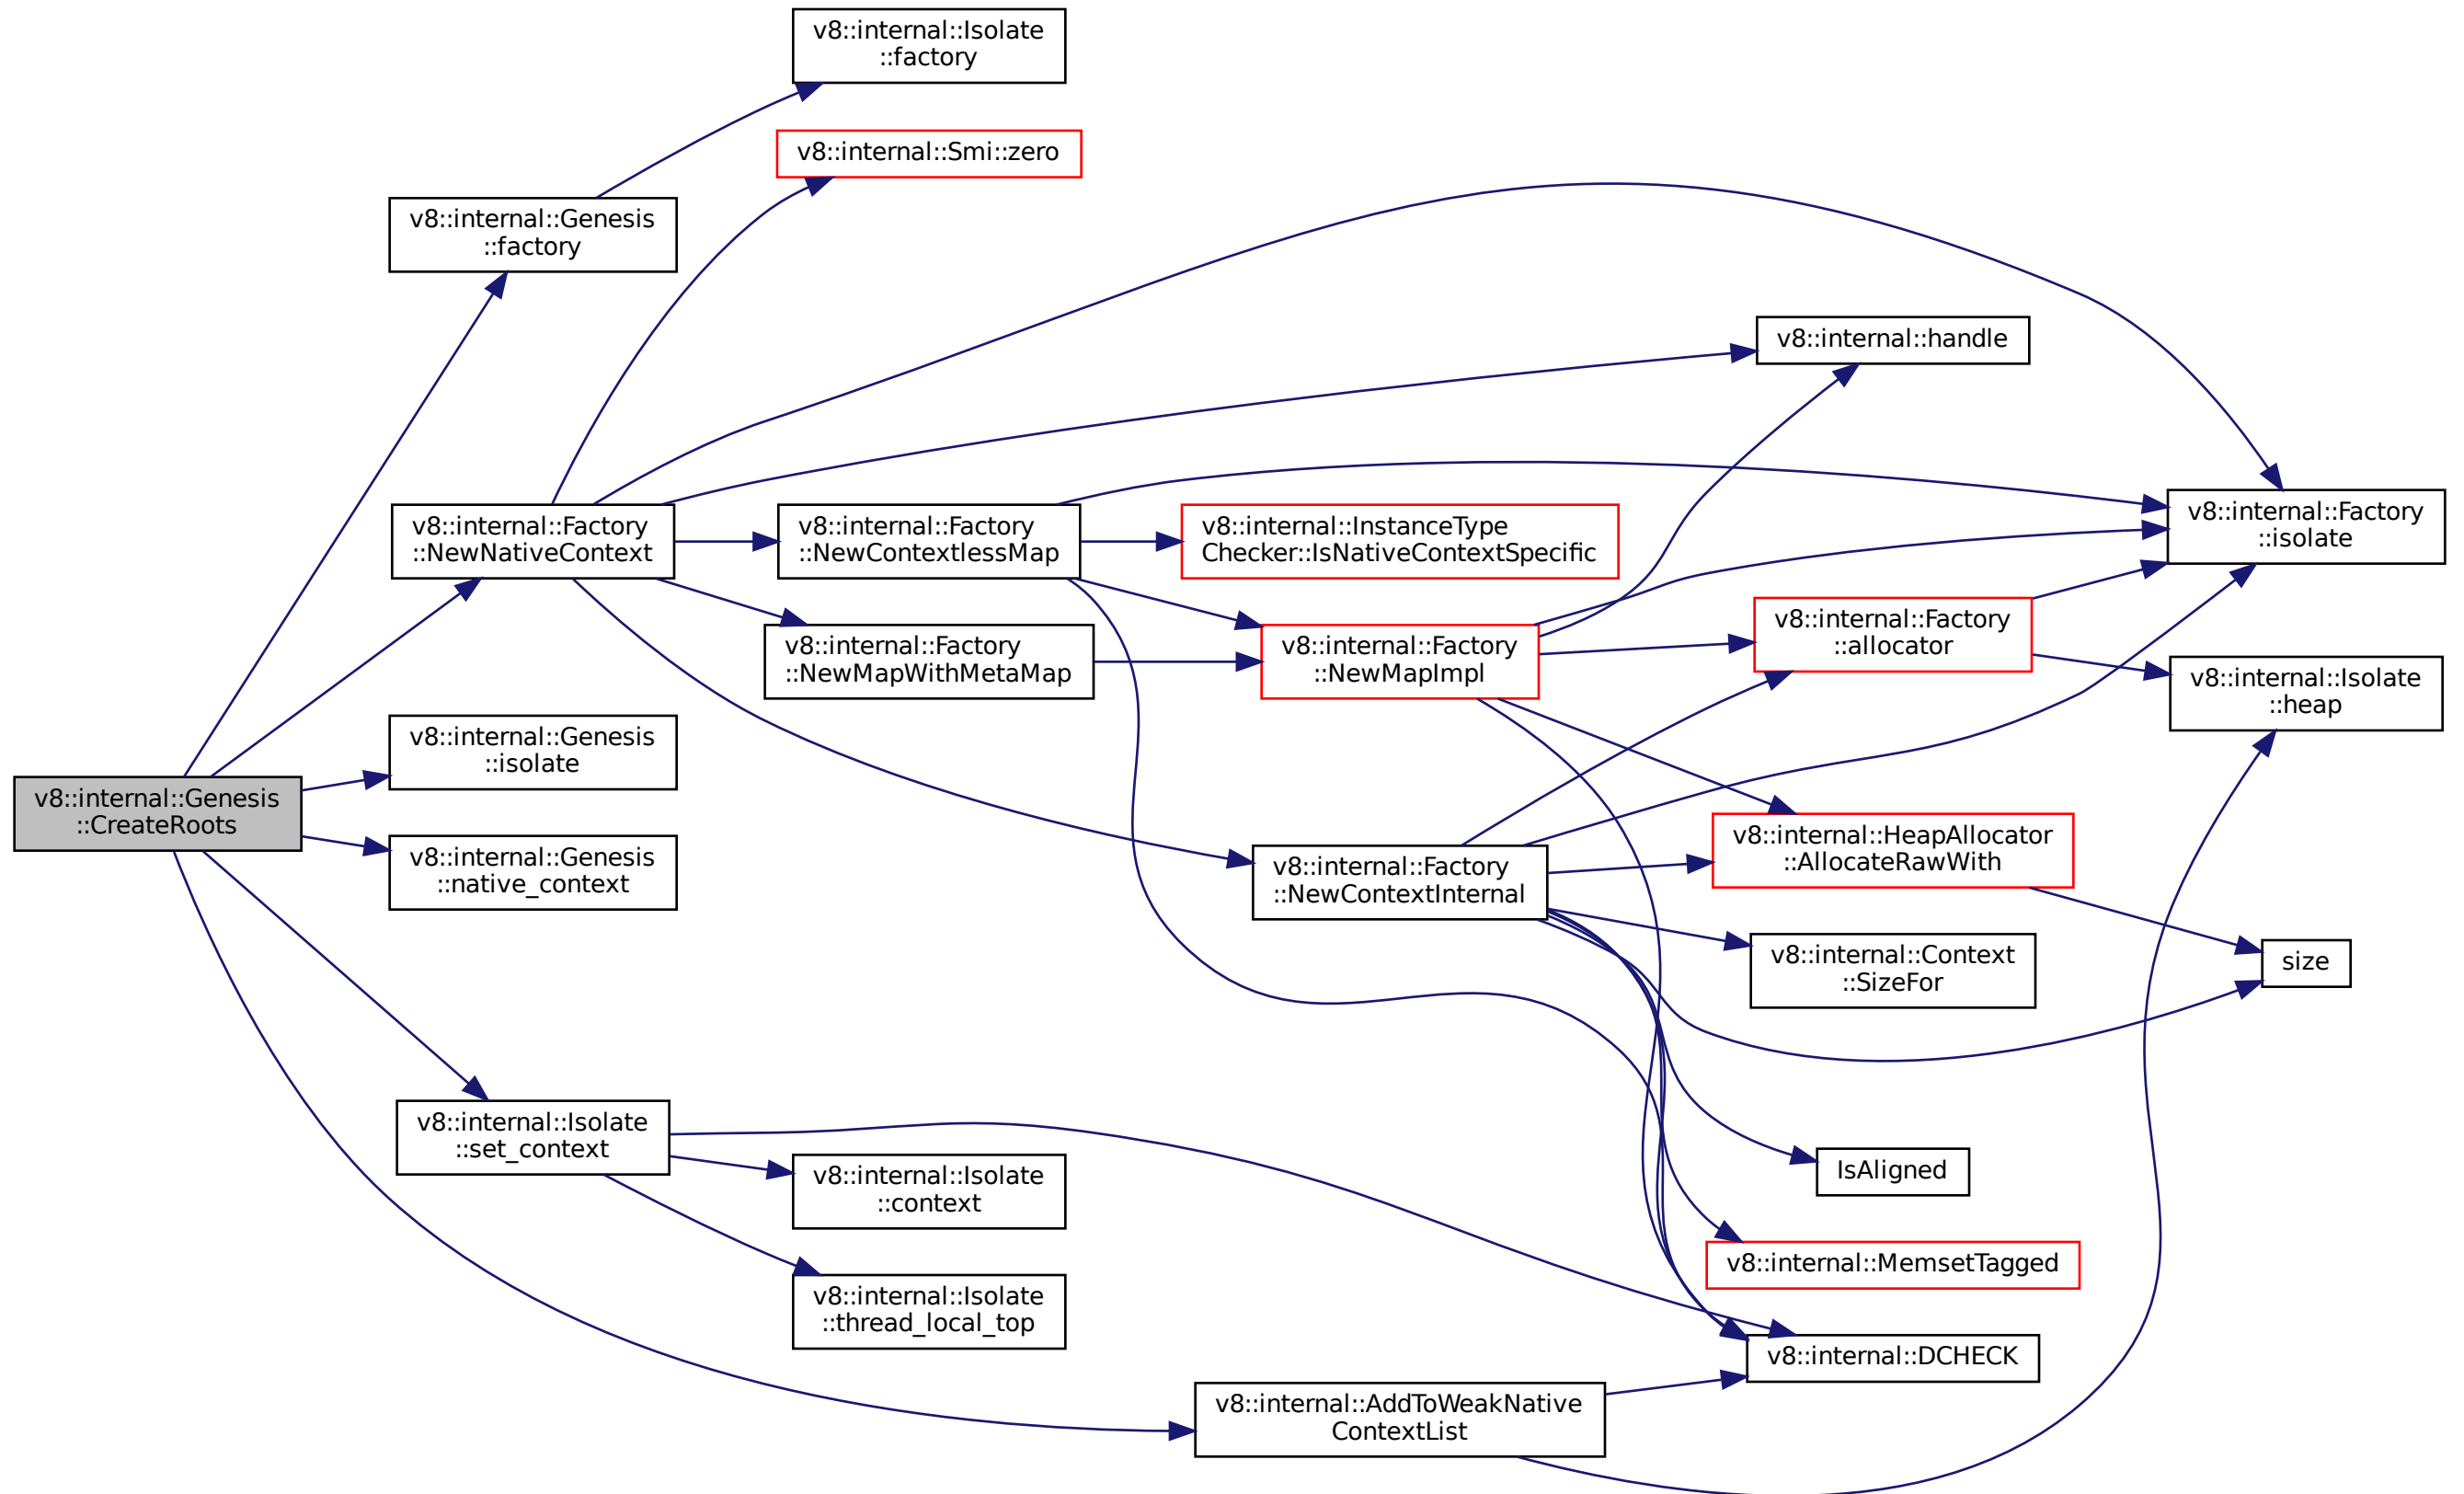 v8::internal::Isolate
::factory
v8::internal::Smi::zero
v8::internal::Genesis
::factory
v8::internal::handle
v8::internal::Factory
::NewNativeContext
v8::internal::Factory
::NewContextlessMap
v8::internal::InstanceType
Checker::IsNativeContextSpecific
v8::internal::Factory
::isolate
v8::internal::Factory
::NewMapWithMetaMap
v8::internal::Factory
::NewMapImpl
v8::internal::Factory
::allocator
v8::internal::Isolate
::heap
v8::internal::Genesis
::isolate
v8::internal::Genesis
::CreateRoots
v8::internal::Genesis
::native_context
v8::internal::Factory
::NewContextInternal
v8::internal::HeapAllocator
::AllocateRawWith
v8::internal::Context
::SizeFor
size
v8::internal::Isolate
::set_context
v8::internal::Isolate
::context
IsAligned
v8::internal::MemsetTagged
v8::internal::Isolate
::thread_local_top
v8::internal::DCHECK
v8::internal::AddToWeakNative
ContextList